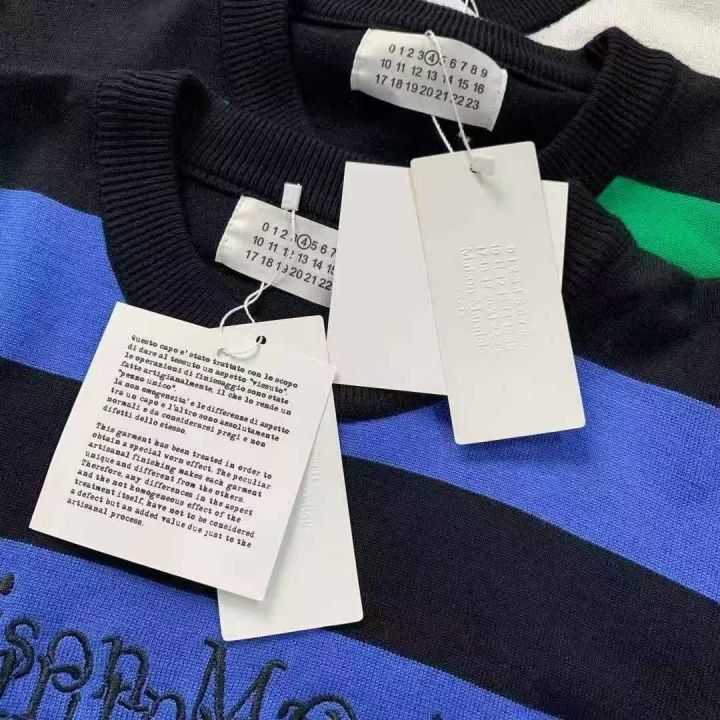 0 1 2 3 4 5 6 7 8 9
10 11 12 13 14 15 16
17 18 19 20 21 22 23
0 1 2 3 4 5 6 7
10 11 12 13 14 15
17 18 19 20 21 22
Maison Margiela
Questo capo e' stato trattato con lo scopo
di dare al tessuto un aspetto "vissuto".
le operazioni di finissaggio sono state
fatte artigianalmente, il che lo rende un
"pezzo unico".
la non omogeneita' e le differenze di aspetto
tra un capo e l'altro sono assolutamente
normali e da considerarsi pregi e non
difetti dello stesso.
This garment has been treated in order to
obtain a special worn effect. The peculiar
artisanal finishing makes each garment
unique and different from the others.
Therefore, any differences in the aspect
and the not homogeneous effect of the
treatment itself, have not to be considered
a defect but an added value due just to the
artisanal process.